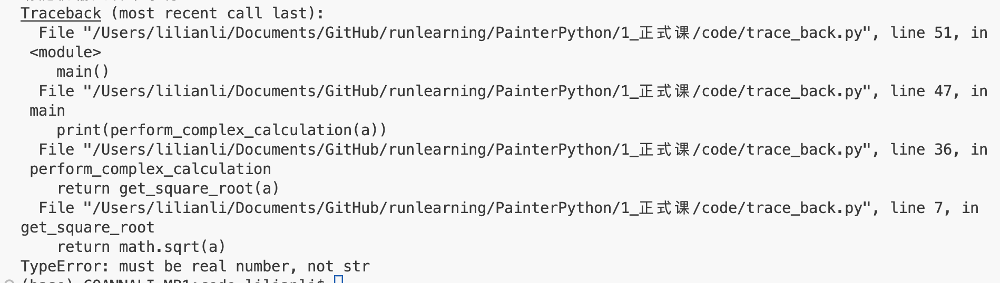 Traceback (most recent call last):
  File "/Users/lilianli/Documents/GitHub/runlearning/PainterPython/1_正式课/code/trace_back.py", line 51, in
 <module>
    main()
  File "/Users/lilianli/Documents/GitHub/runlearning/PainterPython/1_正式课/code/trace_back.py", line 47, in
 main
    print(perform_complex_calculation(a))
  File "/Users/lilianli/Documents/GitHub/runlearning/PainterPython/1_正式课/code/trace_back.py", line 36, in
 perform_complex_calculation
    return get_square_root(a)
  File "/Users/lilianli/Documents/GitHub/runlearning/PainterPython/1_正式课/code/trace_back.py", line 7, in
get_square_root
    return math.sqrt(a)
TypeError: must be real number, not str
(base) lilianli$